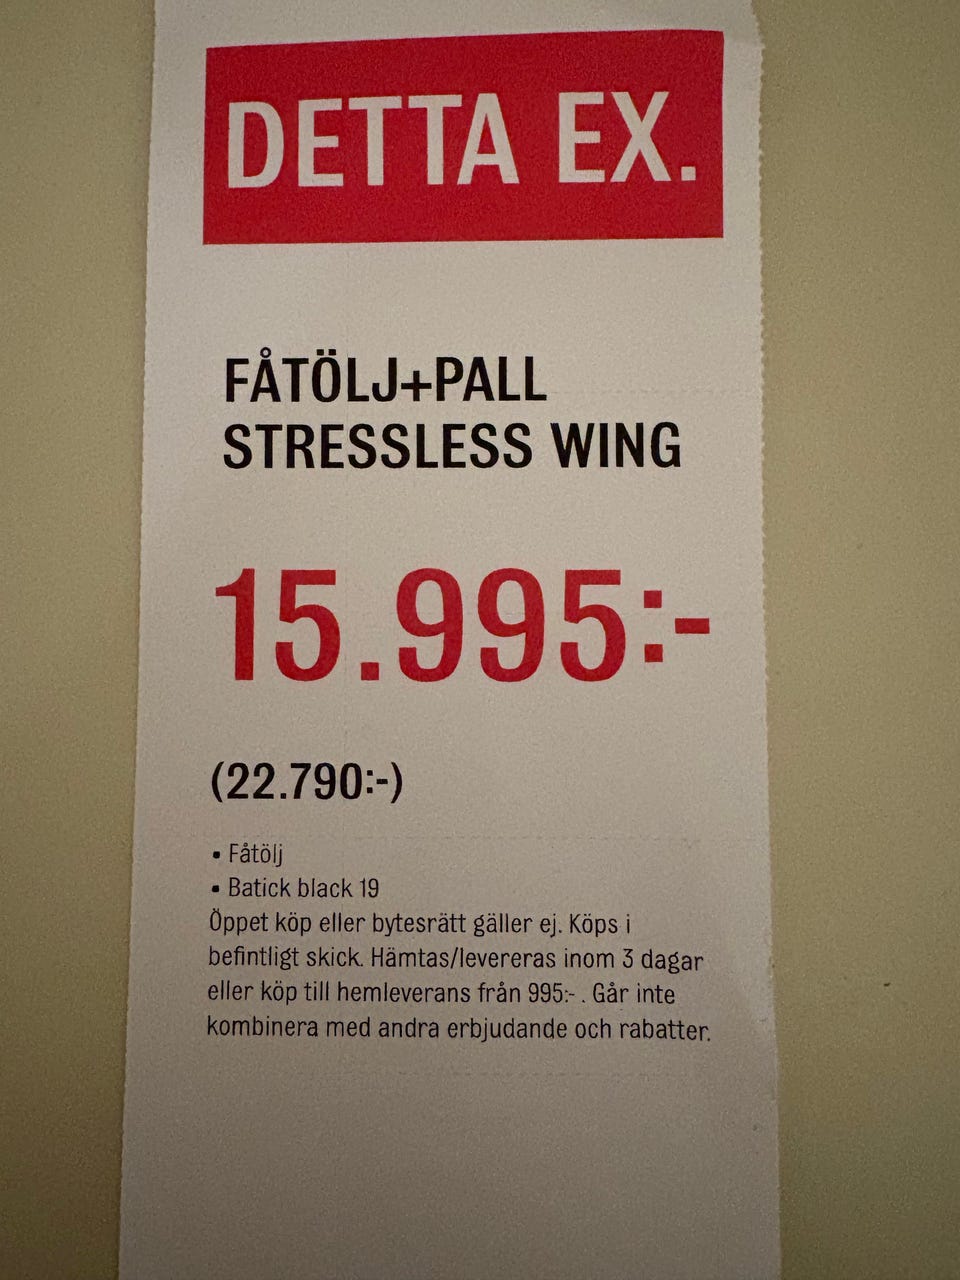 DETTA EX.
FÅTÖLJ+PALL
STRESSLESS WING
15.995:-
(22.790:-)
▪ Fåtölj
▪ Batick black 19
Öppet köp eller bytesrätt gäller ej. Köps i
befintligt skick. Hämtas/levereras inom 3 dagar
eller köp till hemleverans från 995:- . Går inte
kombinera med andra erbjudande och rabatter.